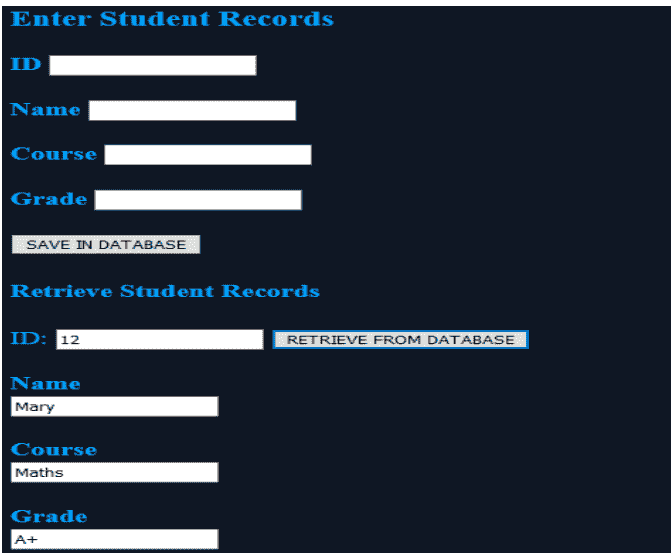 Enter Student Records
ID
Name
Course
Grade
SAVE IN DATABASE
Retrieve Student Records
ID: 12 RETRIEVE FROM DATABASE
Name
Mary
Course
Maths
Grade
A+